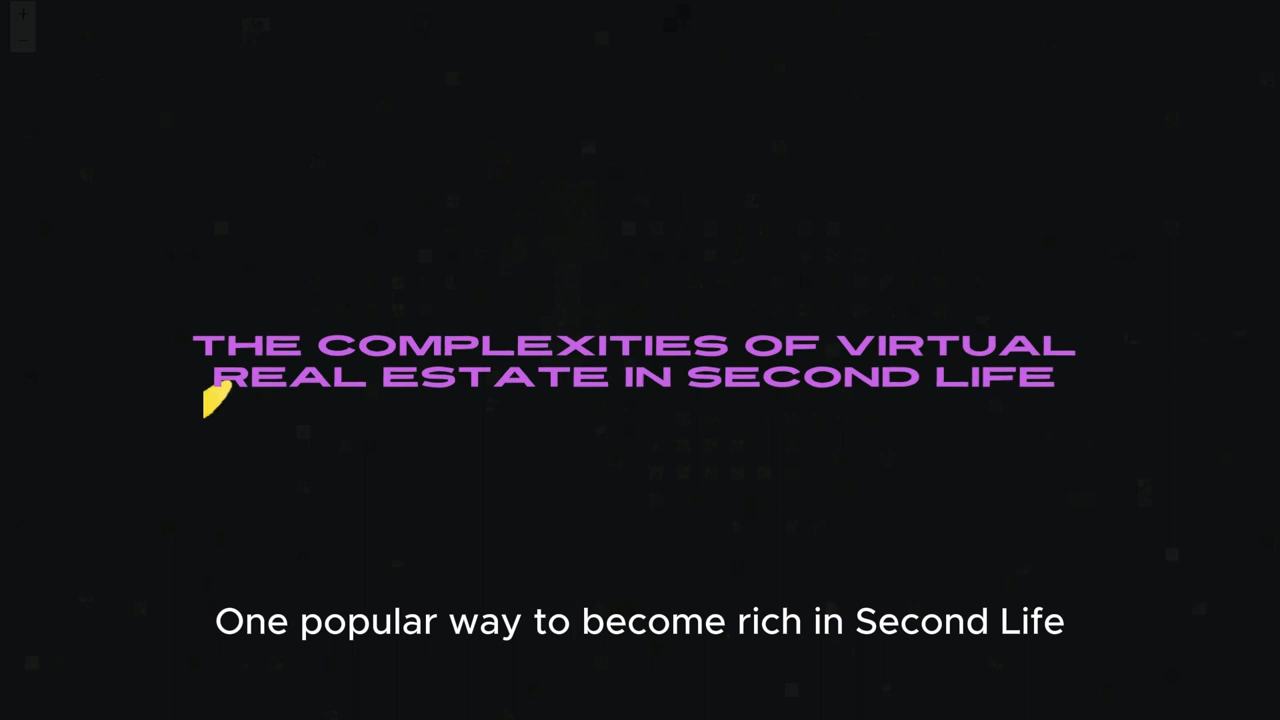 THE COMPLEXITIES OF VIRTUAL
REAL ESTATE IN SECOND LIFE
One popular way to become rich in Second Life